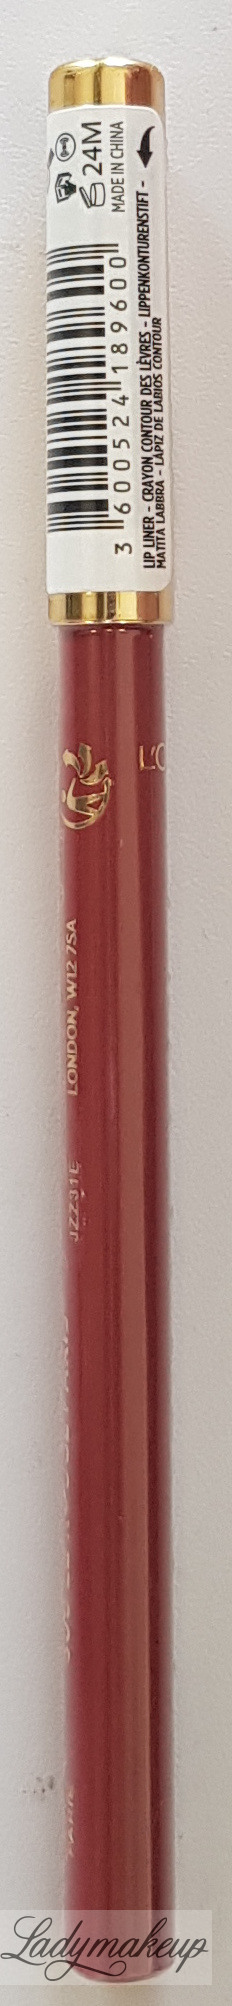 24M
MADE IN CHINA
3 600524 189600
LIP LINER - CRAYON CONTOUR DES LÈVRES - LIPPENKONTURENSTIFT -
MATITA LABBRA - LÁPIZ DE LABIOS CONTOUR
L'O
LONDON, W12 7SA
JZZ31E
Ladymakeup